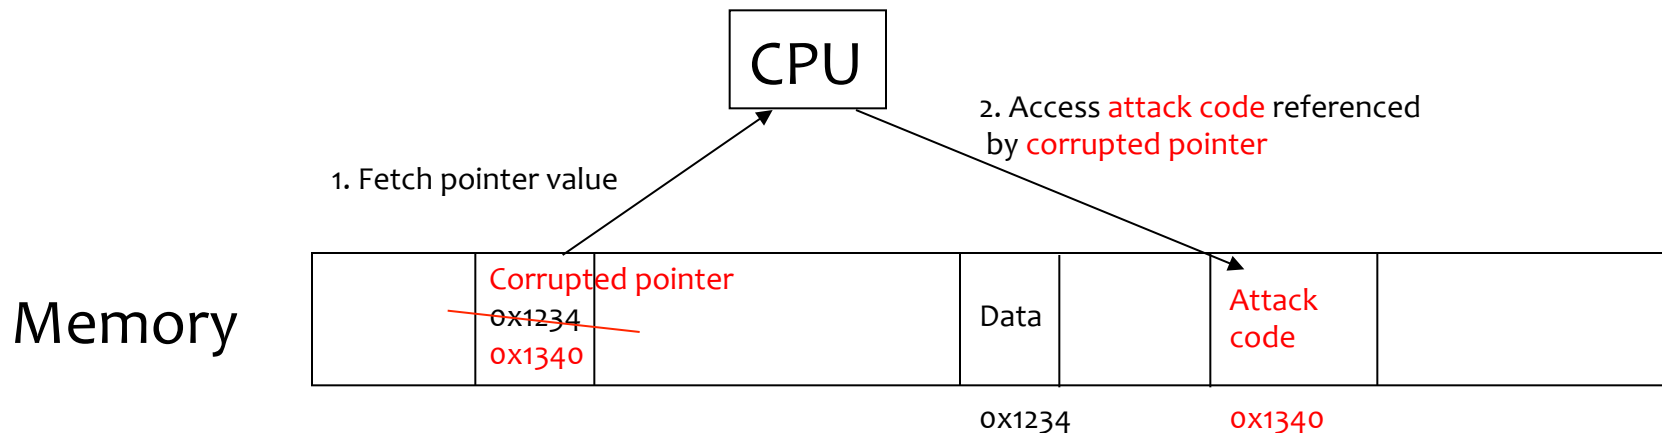 CPU
2. Access attack code referenced
by corrupted pointer
1. Fetch pointer value
Memory
Corrupted pointer
0x1234
0x1340
Data
Attack
code
0x1234
0x1340